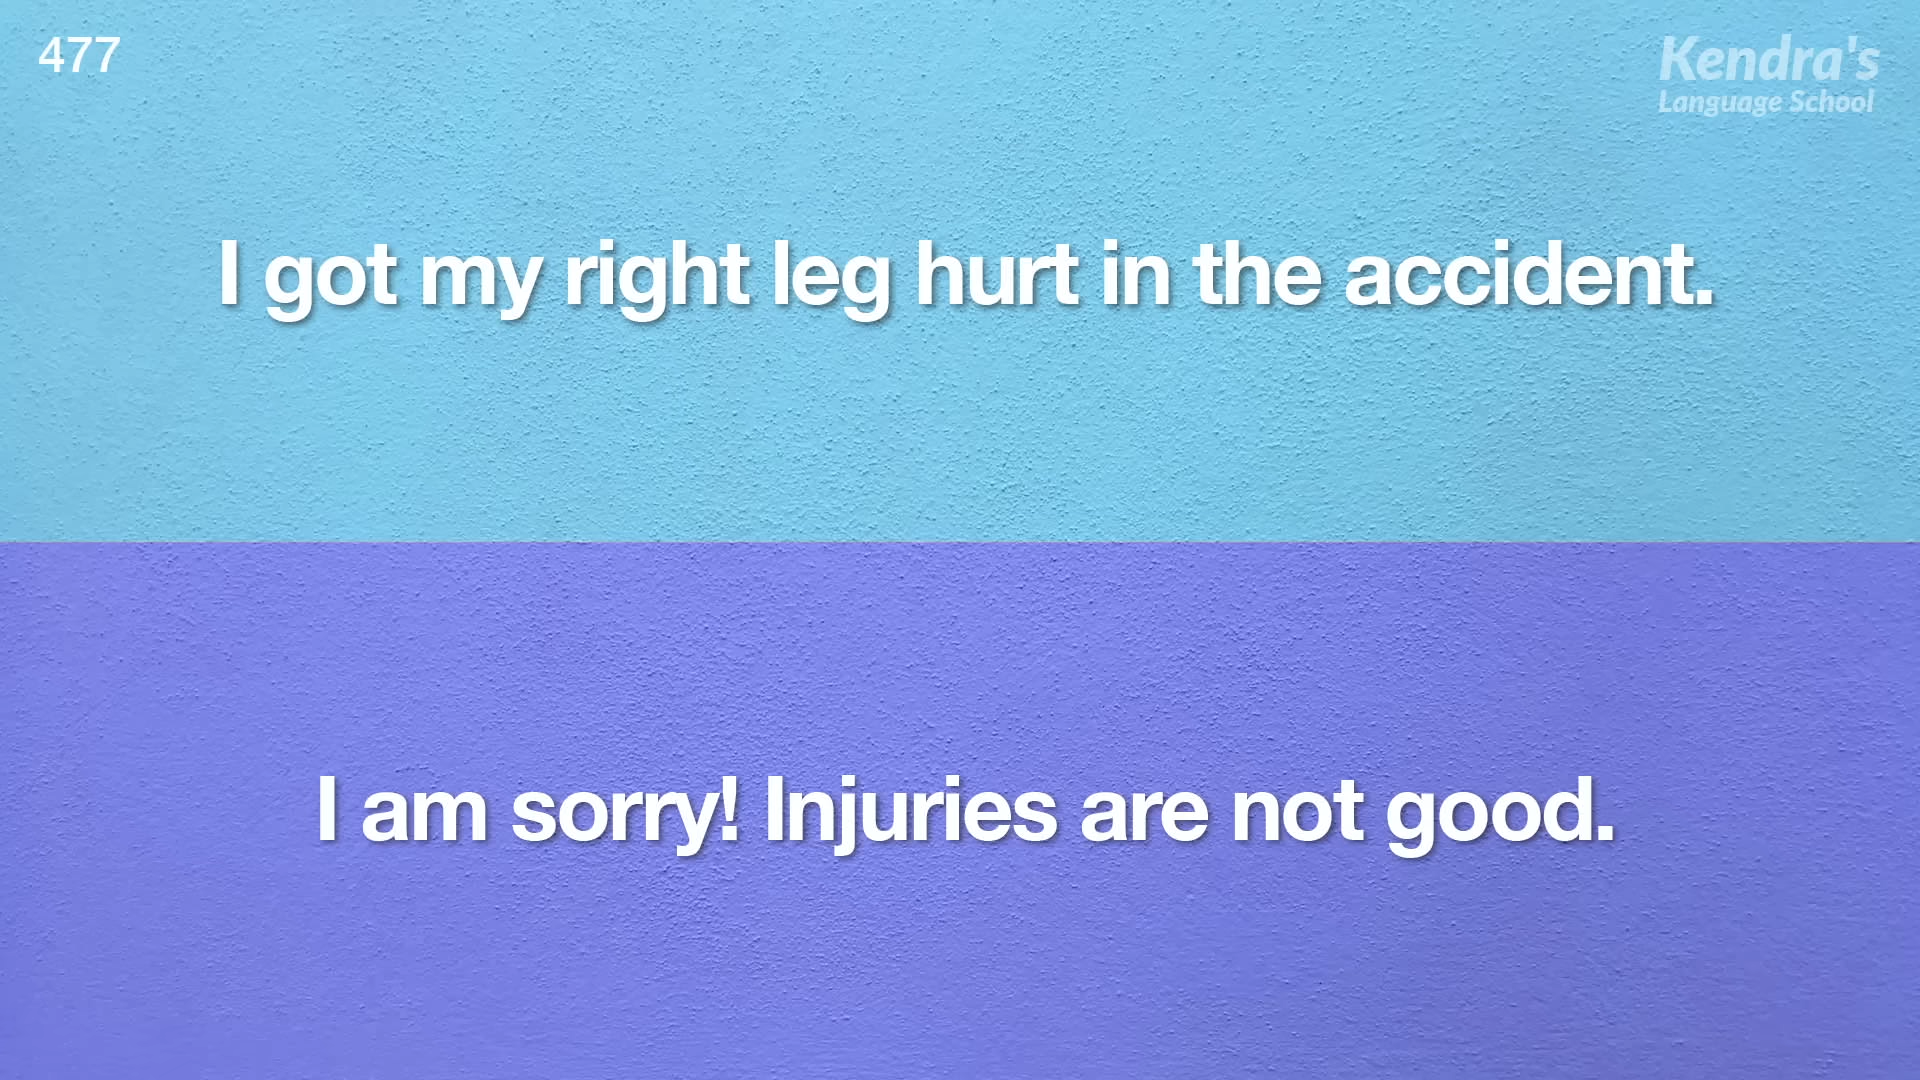 477
Kendra's
Language School
I got my right leg hurt in the accident.
I am sorry! Injuries are not good.